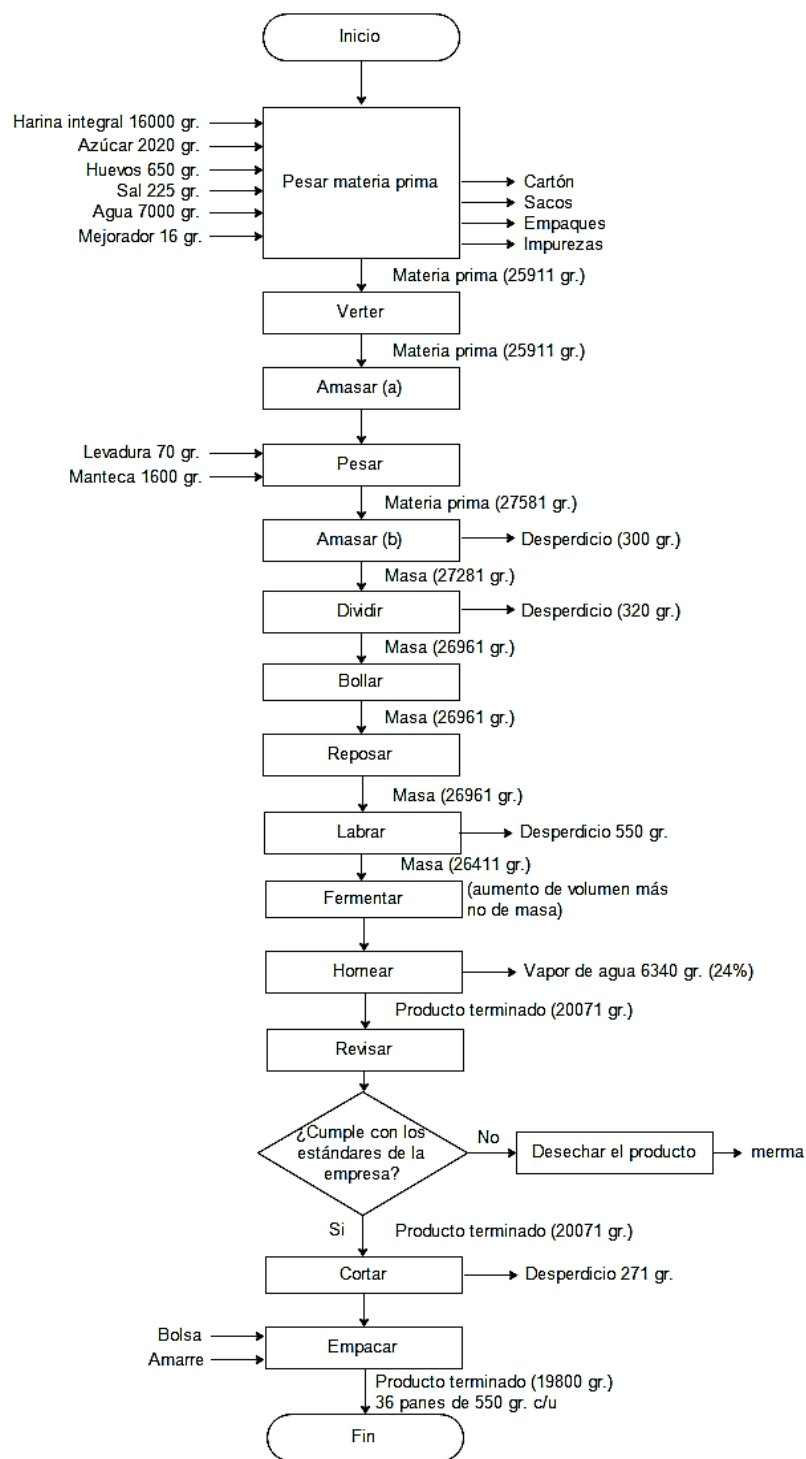 Inicio
Harina integral 16000 gr.
Azúcar 2020 gr.
Huevos 650 gr.
Sal 225 gr.
Agua 7000 gr.
Mejorador 16 gr.
Pesar materia prima
Cartón
Sacos
Empaques
Impurezas
Materia prima (25911 gr.)
Verter
Materia prima (25911 gr.)
Amasar (a)
Levadura 70 gr.
Manteca 1600 gr.
Pesar
Materia prima (27581 gr.)
Amasar (b)
Desperdicio (300 gr.)
Masa (27281 gr.)
Dividir
Desperdicio (320 gr.)
Masa (26961 gr.)
Bollar
Masa (26961 gr.)
Reposar
Masa (26961 gr.)
Labrar
Desperdicio 550 gr.
Masa (26411 gr.)
Fermentar
(aumento de volumen más
no de masa)
Hornear
Vapor de agua 6340 gr. (24%)
Producto terminado (20071 gr.)
Revisar
¿Cumple con los
estándares de la
empresa?
No
Desechar el producto
merma
Si
Producto terminado (20071 gr.)
Cortar
Desperdicio 271 gr.
Bolsa
Amarre
Empacar
Producto terminado (19800 gr.)
36 panes de 550 gr. c/u
Fin